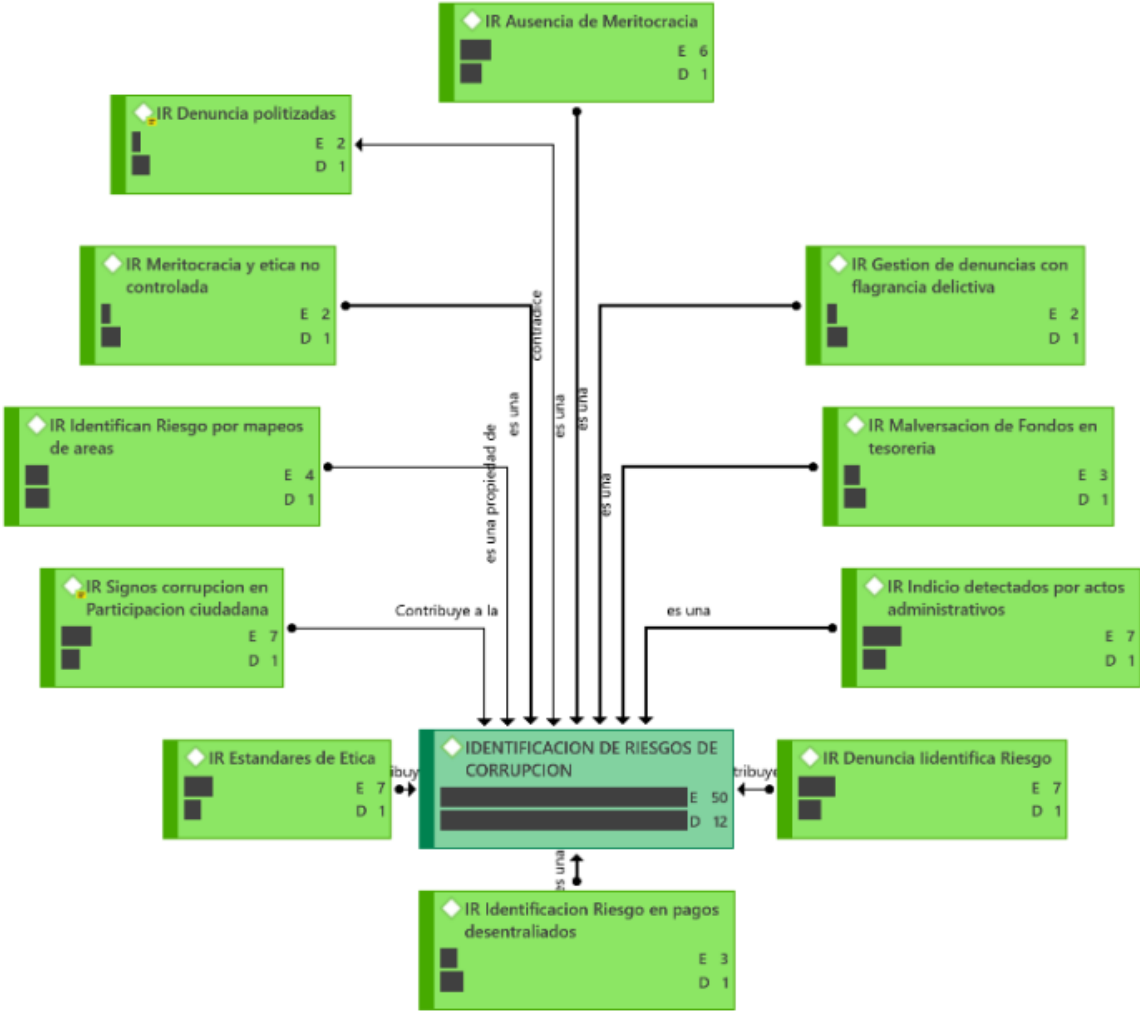 IR Ausencia de Meritocracia
E 6
D 1
IR Denuncia politizadas
E 2
D 1
IR Meritocracia y etica no
controlada
E 2
D 1
IR Gestion de denuncias con
flagrancia delictiva
E 2
D 1
contradice
es una
es una
es una
es una propiedad de
es una
IR Identifican Riesgo por mapeos
de areas
E 4
D 1
IR Malversacion de Fondos en
tesoreria
E 3
D 1
IR Signos corrupcion en
Participacion ciudadana
E 7
D 1
Contribuye a la
es una
IR Indicio detectados por actos
administrativos
E 7
D 1
IR Estandares de Etica
E 7
D 1
ibuy
IDENTIFICACION DE RIESGOS DE
CORRUPCION
E 50
D 12
tribuye
IR Denuncia Iidentifica Riesgo
E 7
D 1
es una
IR Identificacion Riesgo en pagos
desentraliados
E 3
D 1